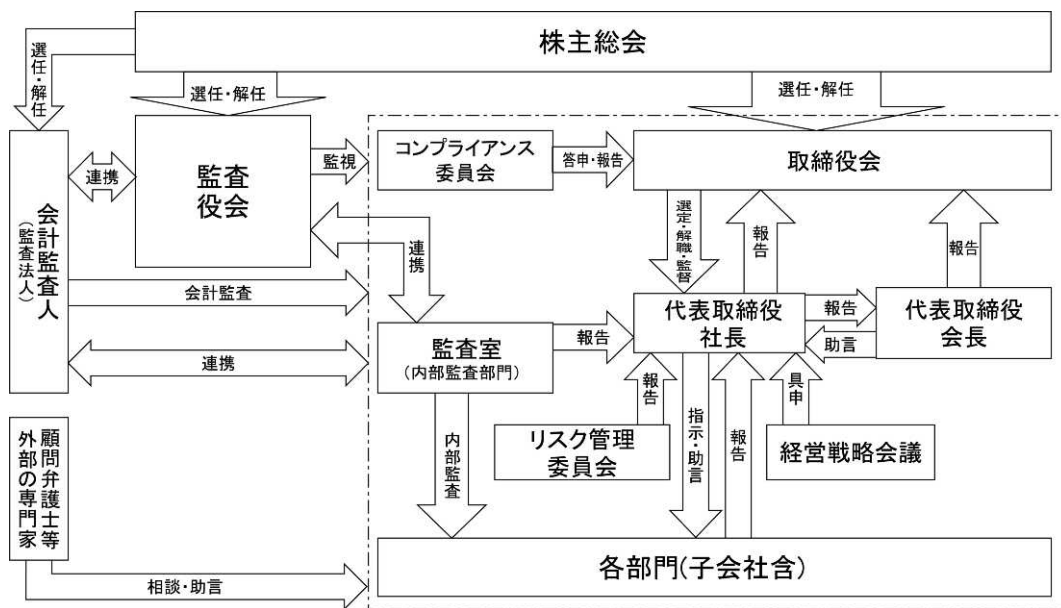 株主総会
選任・解任
選任・解任
選任・解任
監査
役会
監視
コンプライアンス
委員会
答申・報告
取締役会
連携
会計監査人
(監査法人)
選定・解職・監督
報告
報告
連携
会計監査
代表取締役
社長
報告
助言
代表取締役
会長
監査室
(内部監査部門)
報告
連携
報告
具申
リスク管理
委員会
経営戦略会議
内部監査
指示・助言
報告
顧問弁護士等
外部の専門家
各部門(子会社含)
相談・助言